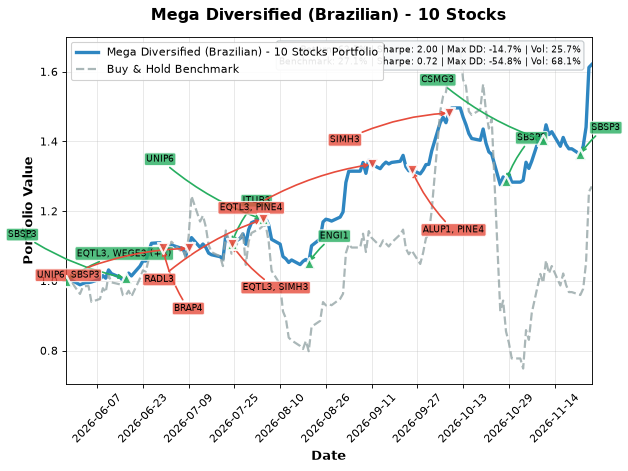 Mega Diversified (Brazilian) - 10 Stocks
Mega Diversified (Brazilian) - 10 Stocks Portfolio
Buy & Hold Benchmark
Sharpe: 2.00 | Max DD: -14.7% | Vol: 25.7%
Benchmark: 27.1% | Sharpe: 0.72 | Max DD: -54.8% | Vol: 68.1%
CSMG3
SBSP3
SBSP3
SIMH3
UNIP6
ITUB3
EQTL3, PINE4
ALUP1, PINE4
ENGI1
SBSP3
EQTL3, WEGE3 (+
UNIP6, SBSP3
RADL3
EQTL3, SIMH3
BRAP4
Portfolio Value
1.6
1.4
1.2
1.0
0.8
2026-06-07
2026-06-23
2026-07-09
2026-07-25
2026-08-10
2026-08-26
2026-09-11
2026-09-27
2026-10-13
2026-10-29
2026-11-14
Date